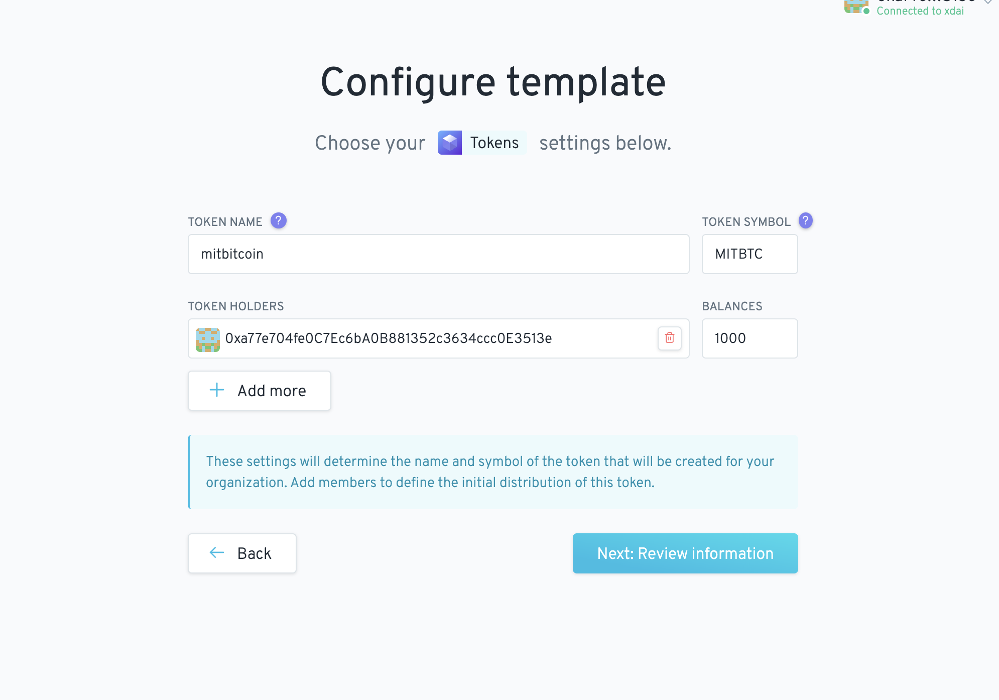 Connected to xdai
Configure template
Choose your Tokens settings below.
TOKEN NAME ? TOKEN SYMBOL ?
mitbitcoin MITBTC
TOKEN HOLDERS BALANCES
0xa77e704fe0C7Ec6bA0B881352c3634ccc0E3513e 1000
Add more
These settings will determine the name and symbol of the token that will be created for your
organization. Add members to define the initial distribution of this token.
Back Next: Review information